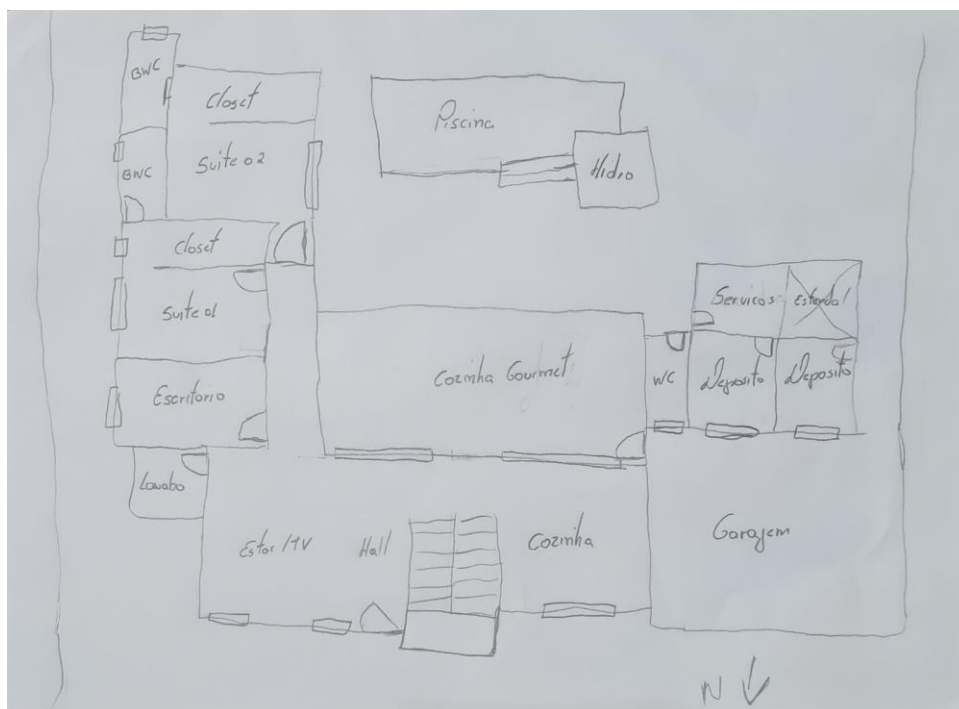 BWC
Closet
Piscina
BWC
Suite 02
Hidro
Closet
Suite 01
Serviços
Estendal
Cozinha Gourmet
WC
Deposito
Deposito
Escritorio
Lavabo
Estar/TV
Hall
Cozinha
Garagem
N